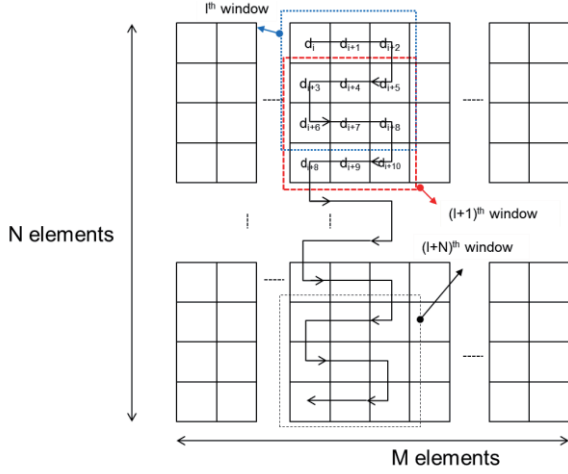 Iᵗʰ window
dᵢ dᵢ₊₁ dᵢ₊₂
dᵢ₊₃ dᵢ₊₄ dᵢ₊₅
dᵢ₊₆ dᵢ₊₇ dᵢ₊₈
dᵢ₊₈ dᵢ₊₉ dᵢ₊₁₀
(I+1)ᵗʰ window
N elements
(I+N)ᵗʰ window
M elements